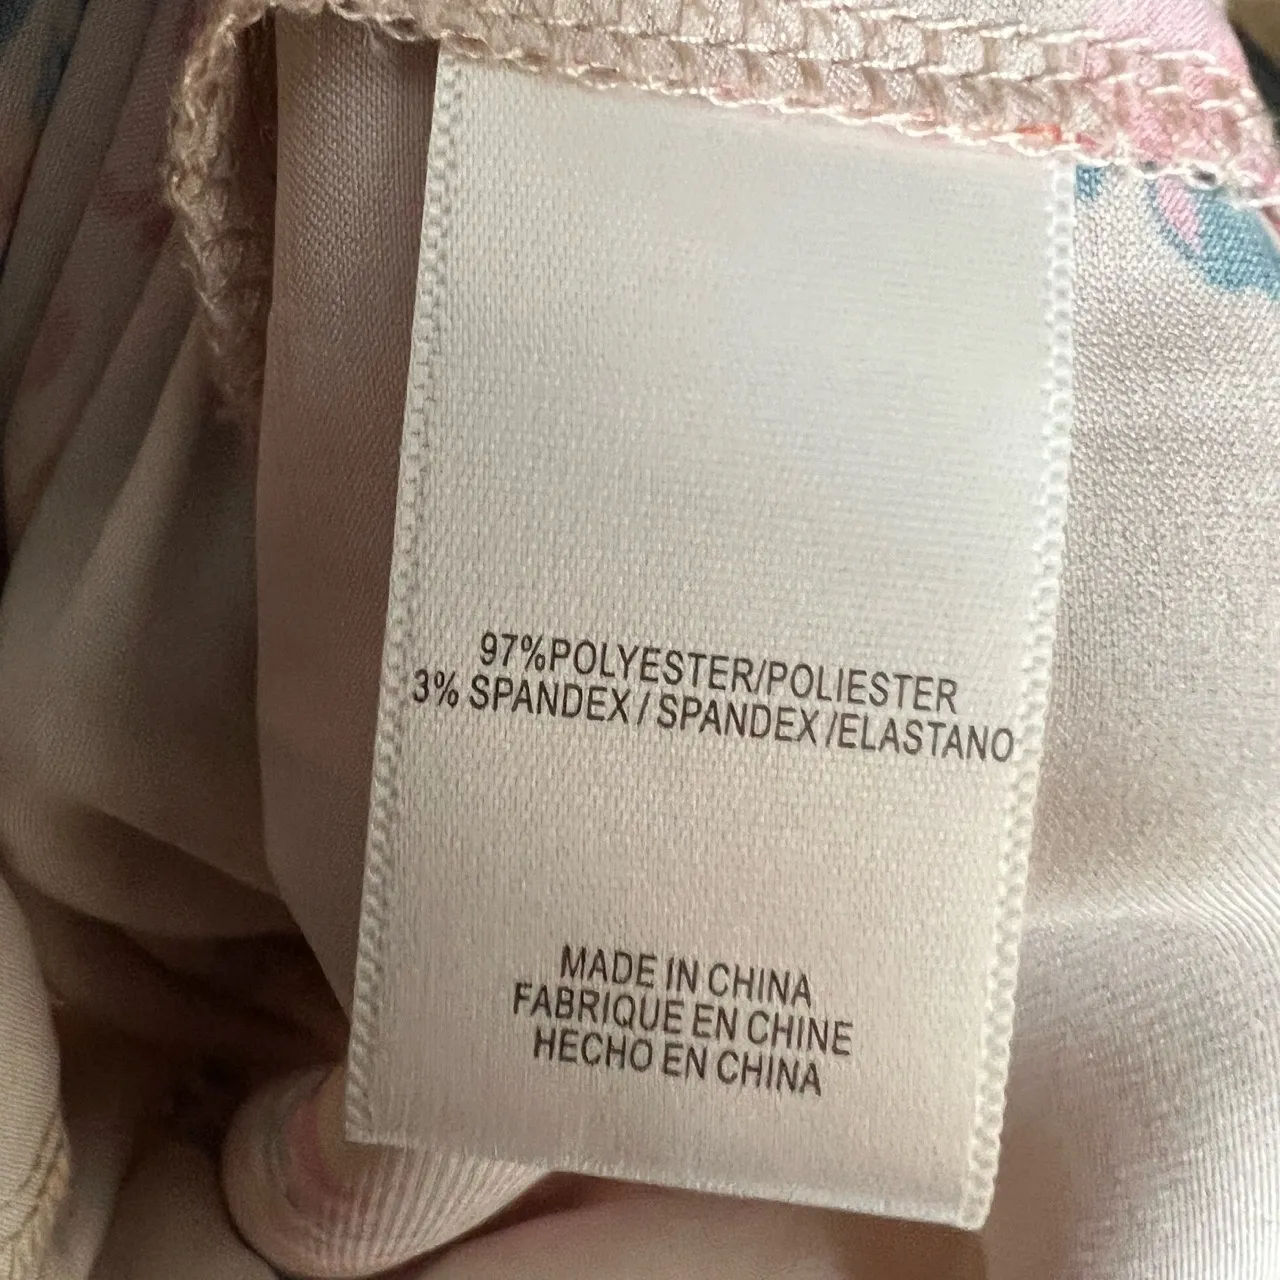 97%POLYESTER/POLIESTER
3% SPANDEX / SPANDEX /ELASTANO
MADE IN CHINA
FABRIQUE EN CHINE
HECHO EN CHINA